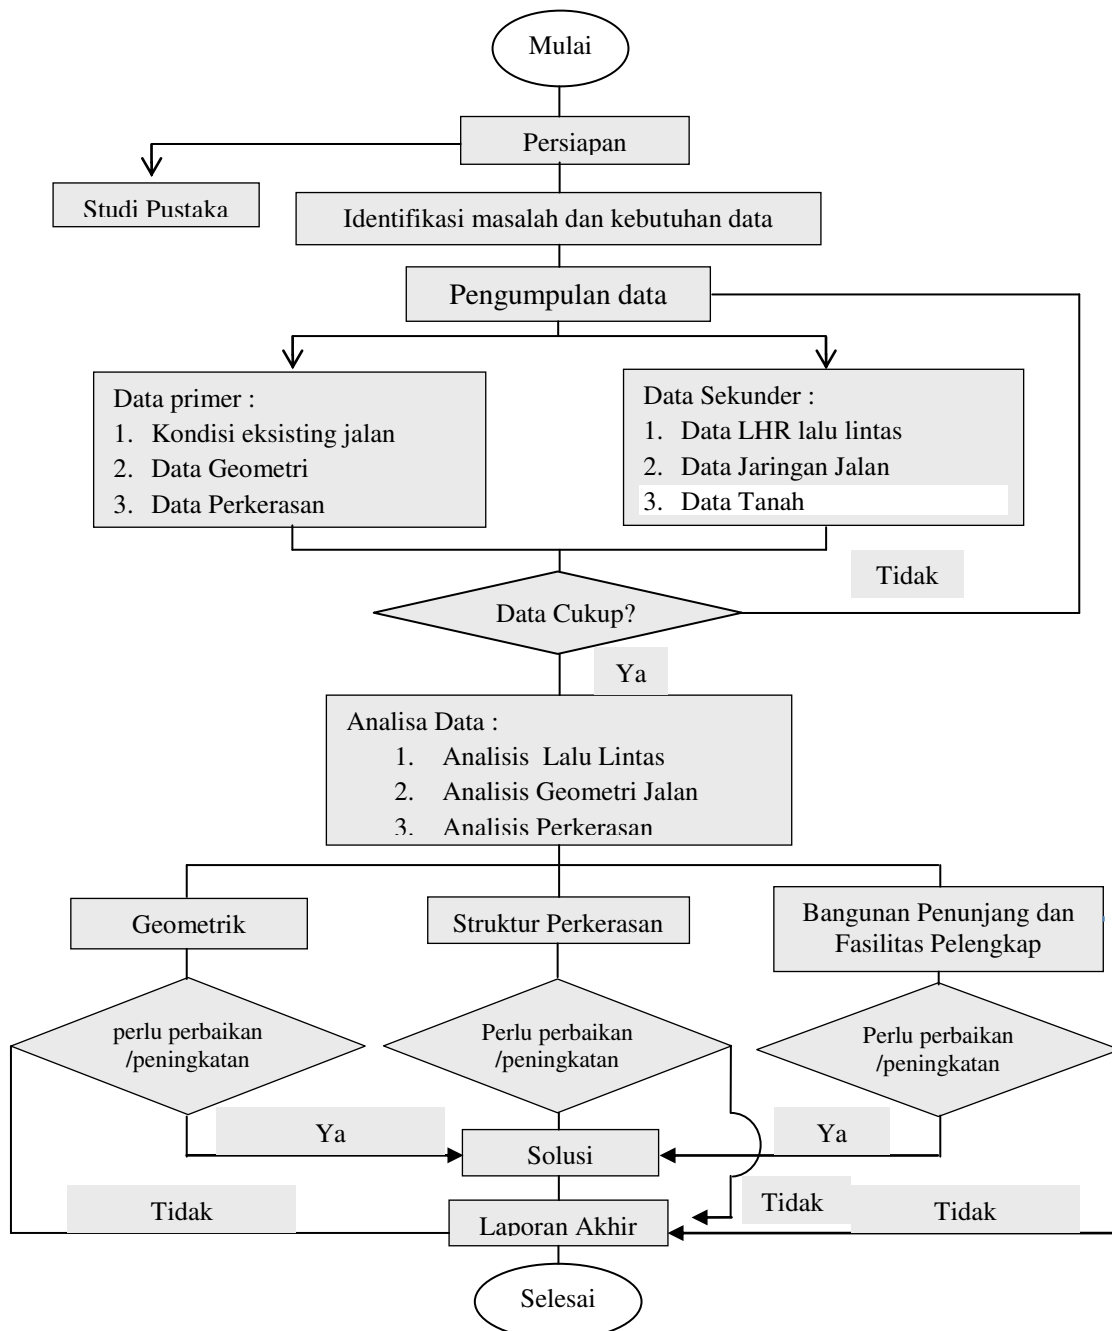 Mulai
Persiapan
Studi Pustaka
Identifikasi masalah dan kebutuhan data
Pengumpulan data
Data primer :
1. Kondisi eksisting jalan
2. Data Geometri
3. Data Perkerasan
Data Sekunder :
1. Data LHR lalu lintas
2. Data Jaringan Jalan
3. Data Tanah
Tidak
Data Cukup?
Ya
Analisa Data :
1. Analisis Lalu Lintas
2. Analisis Geometri Jalan
3. Analisis Perkerasan
Geometrik
Struktur Perkerasan
Bangunan Penunjang dan
Fasilitas Pelengkap
perlu perbaikan
/peningkatan
Perlu perbaikan
/peningkatan
Perlu perbaikan
/peningkatan
Ya
Solusi
Ya
Tidak
Laporan Akhir
Tidak
Tidak
Selesai